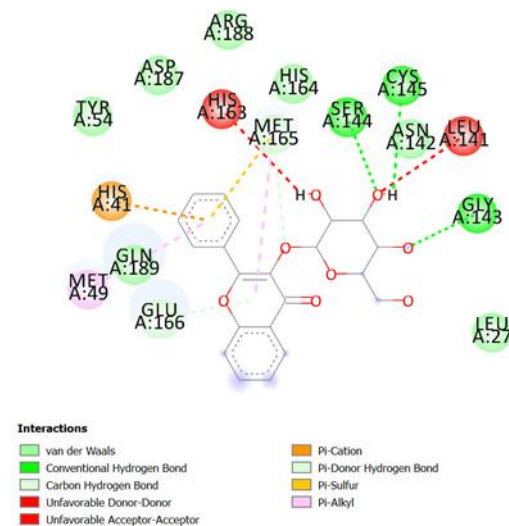 ARG
A:188
ASP
A:187
HIS
A:164
CYS
A:145
TYR
A:54
HIS
A:163
MET
A:165
SER
A:144
ASN
A:142
LEU
A:141
HIS
A:41
H
O
O
H
O
GLY
A:143
GLN
A:189
MET
A:49
GLU
A:166
O
O
O
O
O
LEU
A:27
Interactions
van der Waals
Conventional Hydrogen Bond
Carbon Hydrogen Bond
Unfavorable Donor-Donor
Unfavorable Acceptor-Acceptor
Pi-Cation
Pi-Donor Hydrogen Bond
Pi-Sulfur
Pi-Alkyl